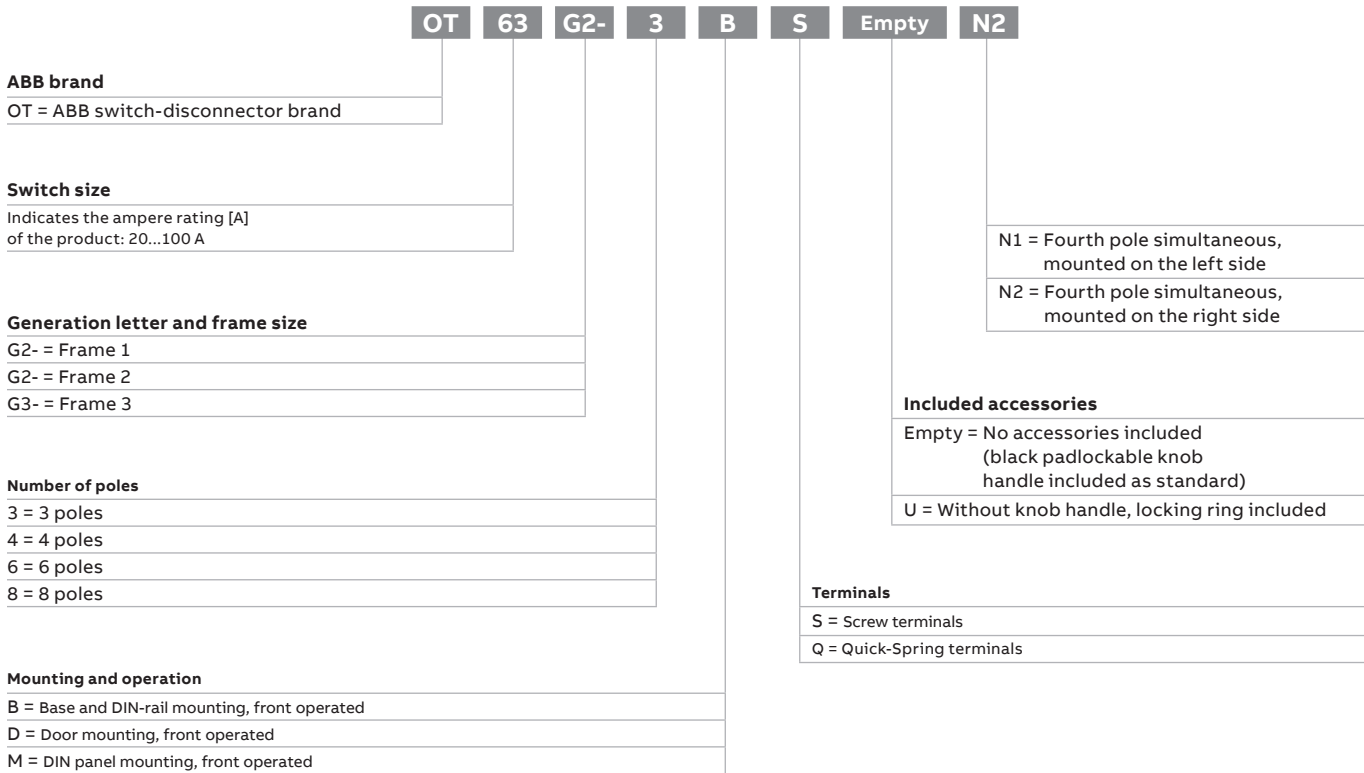 OT 63 G2- 3 B S Empty N2
ABB brand
OT = ABB switch-disconnector brand
Switch size
Indicates the ampere rating [A]
of the product: 20...100 A
Generation letter and frame size
G2- = Frame 1
G2- = Frame 2
G3- = Frame 3
Number of poles
3 = 3 poles
4 = 4 poles
6 = 6 poles
8 = 8 poles
Mounting and operation
B = Base and DIN-rail mounting, front operated
D = Door mounting, front operated
M = DIN panel mounting, front operated
N1 = Fourth pole simultaneous,
mounted on the left side
N2 = Fourth pole simultaneous,
mounted on the right side
Included accessories
Empty = No accessories included
(black padlockable knob
handle included as standard)
U = Without knob handle, locking ring included
Terminals
S = Screw terminals
Q = Quick-Spring terminals